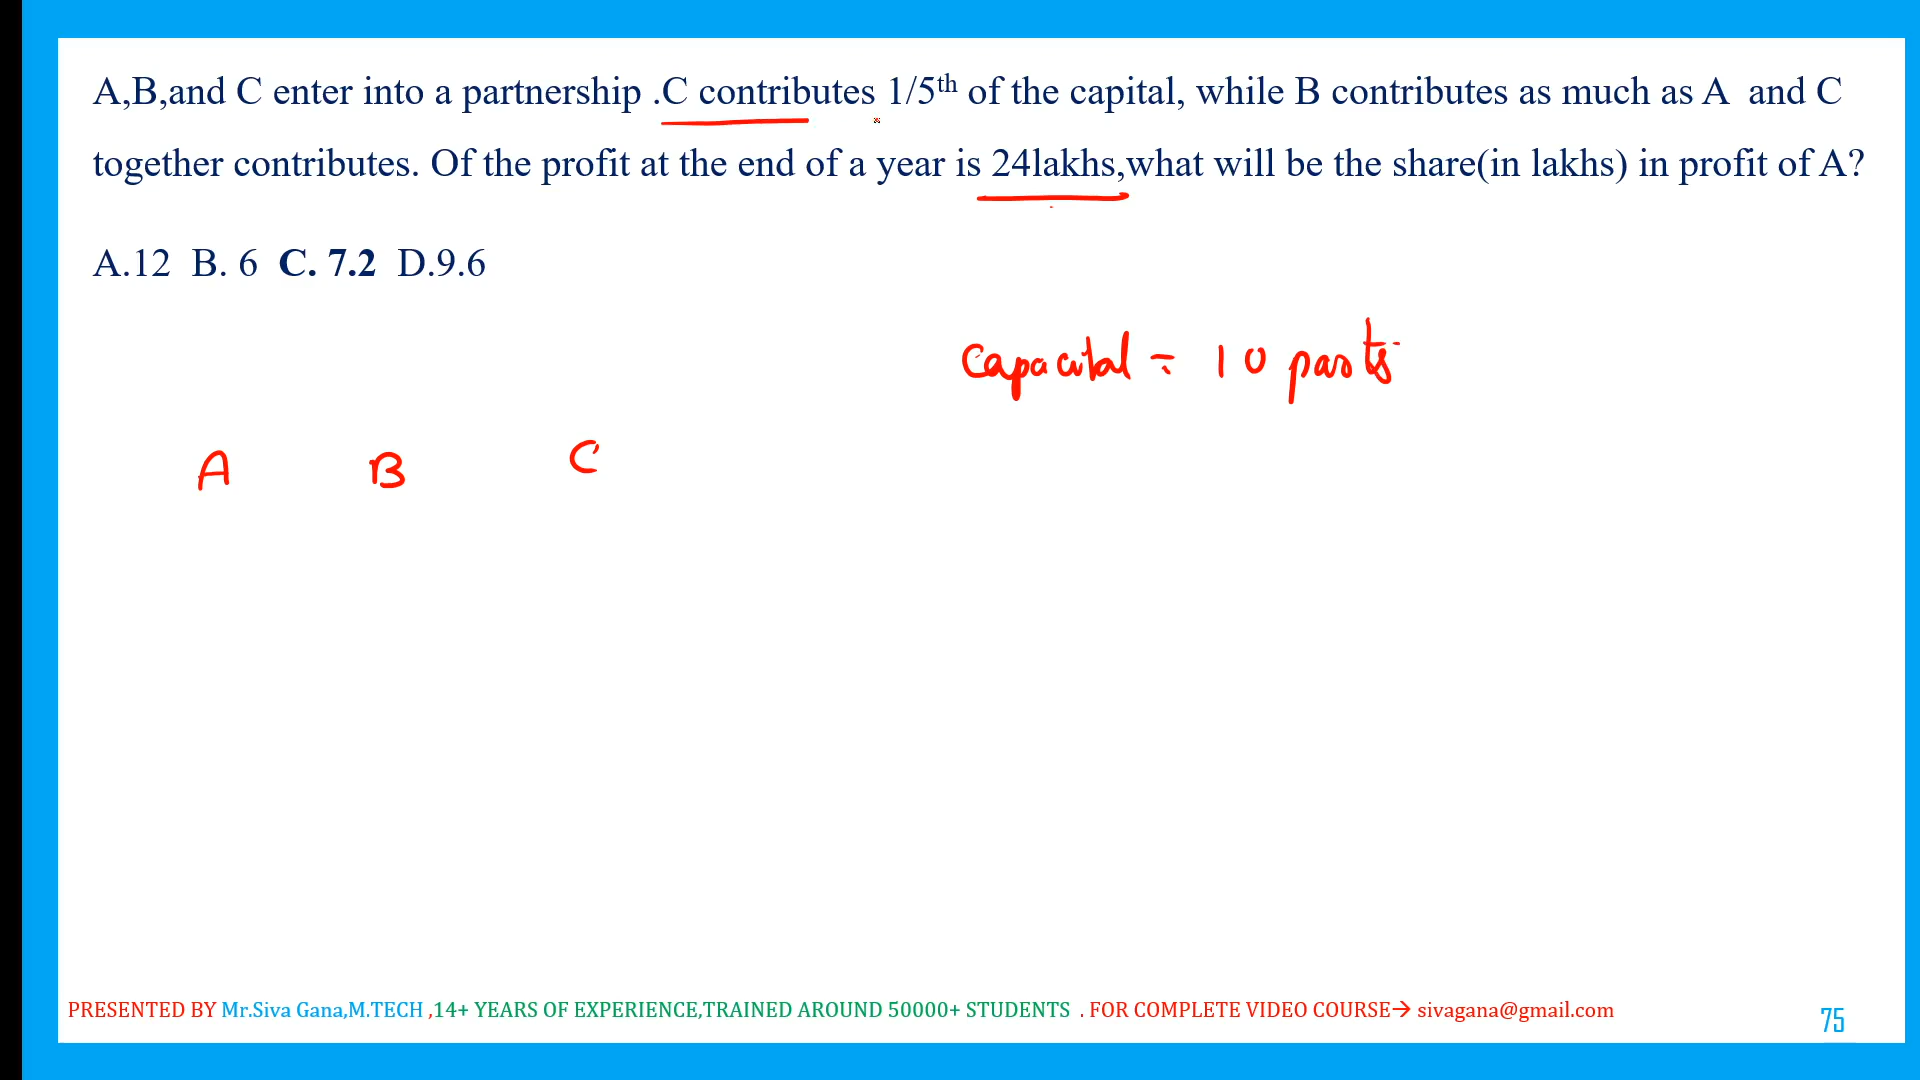 A,B,and C enter into a partnership .C contributes 1/5th of the capital, while B contributes as much as A and C
together contributes. Of the profit at the end of a year is 24lakhs,what will be the share(in lakhs) in profit of A?
A.12 B. 6 C. 7.2 D.9.6
Capacital = 10 parts
A B C
PRESENTED BY Mr.Siva Gana,M.TECH ,14+ YEARS OF EXPERIENCE,TRAINED AROUND 50000+ STUDENTS . FOR COMPLETE VIDEO COURSE→ sivagana@gmail.com
75